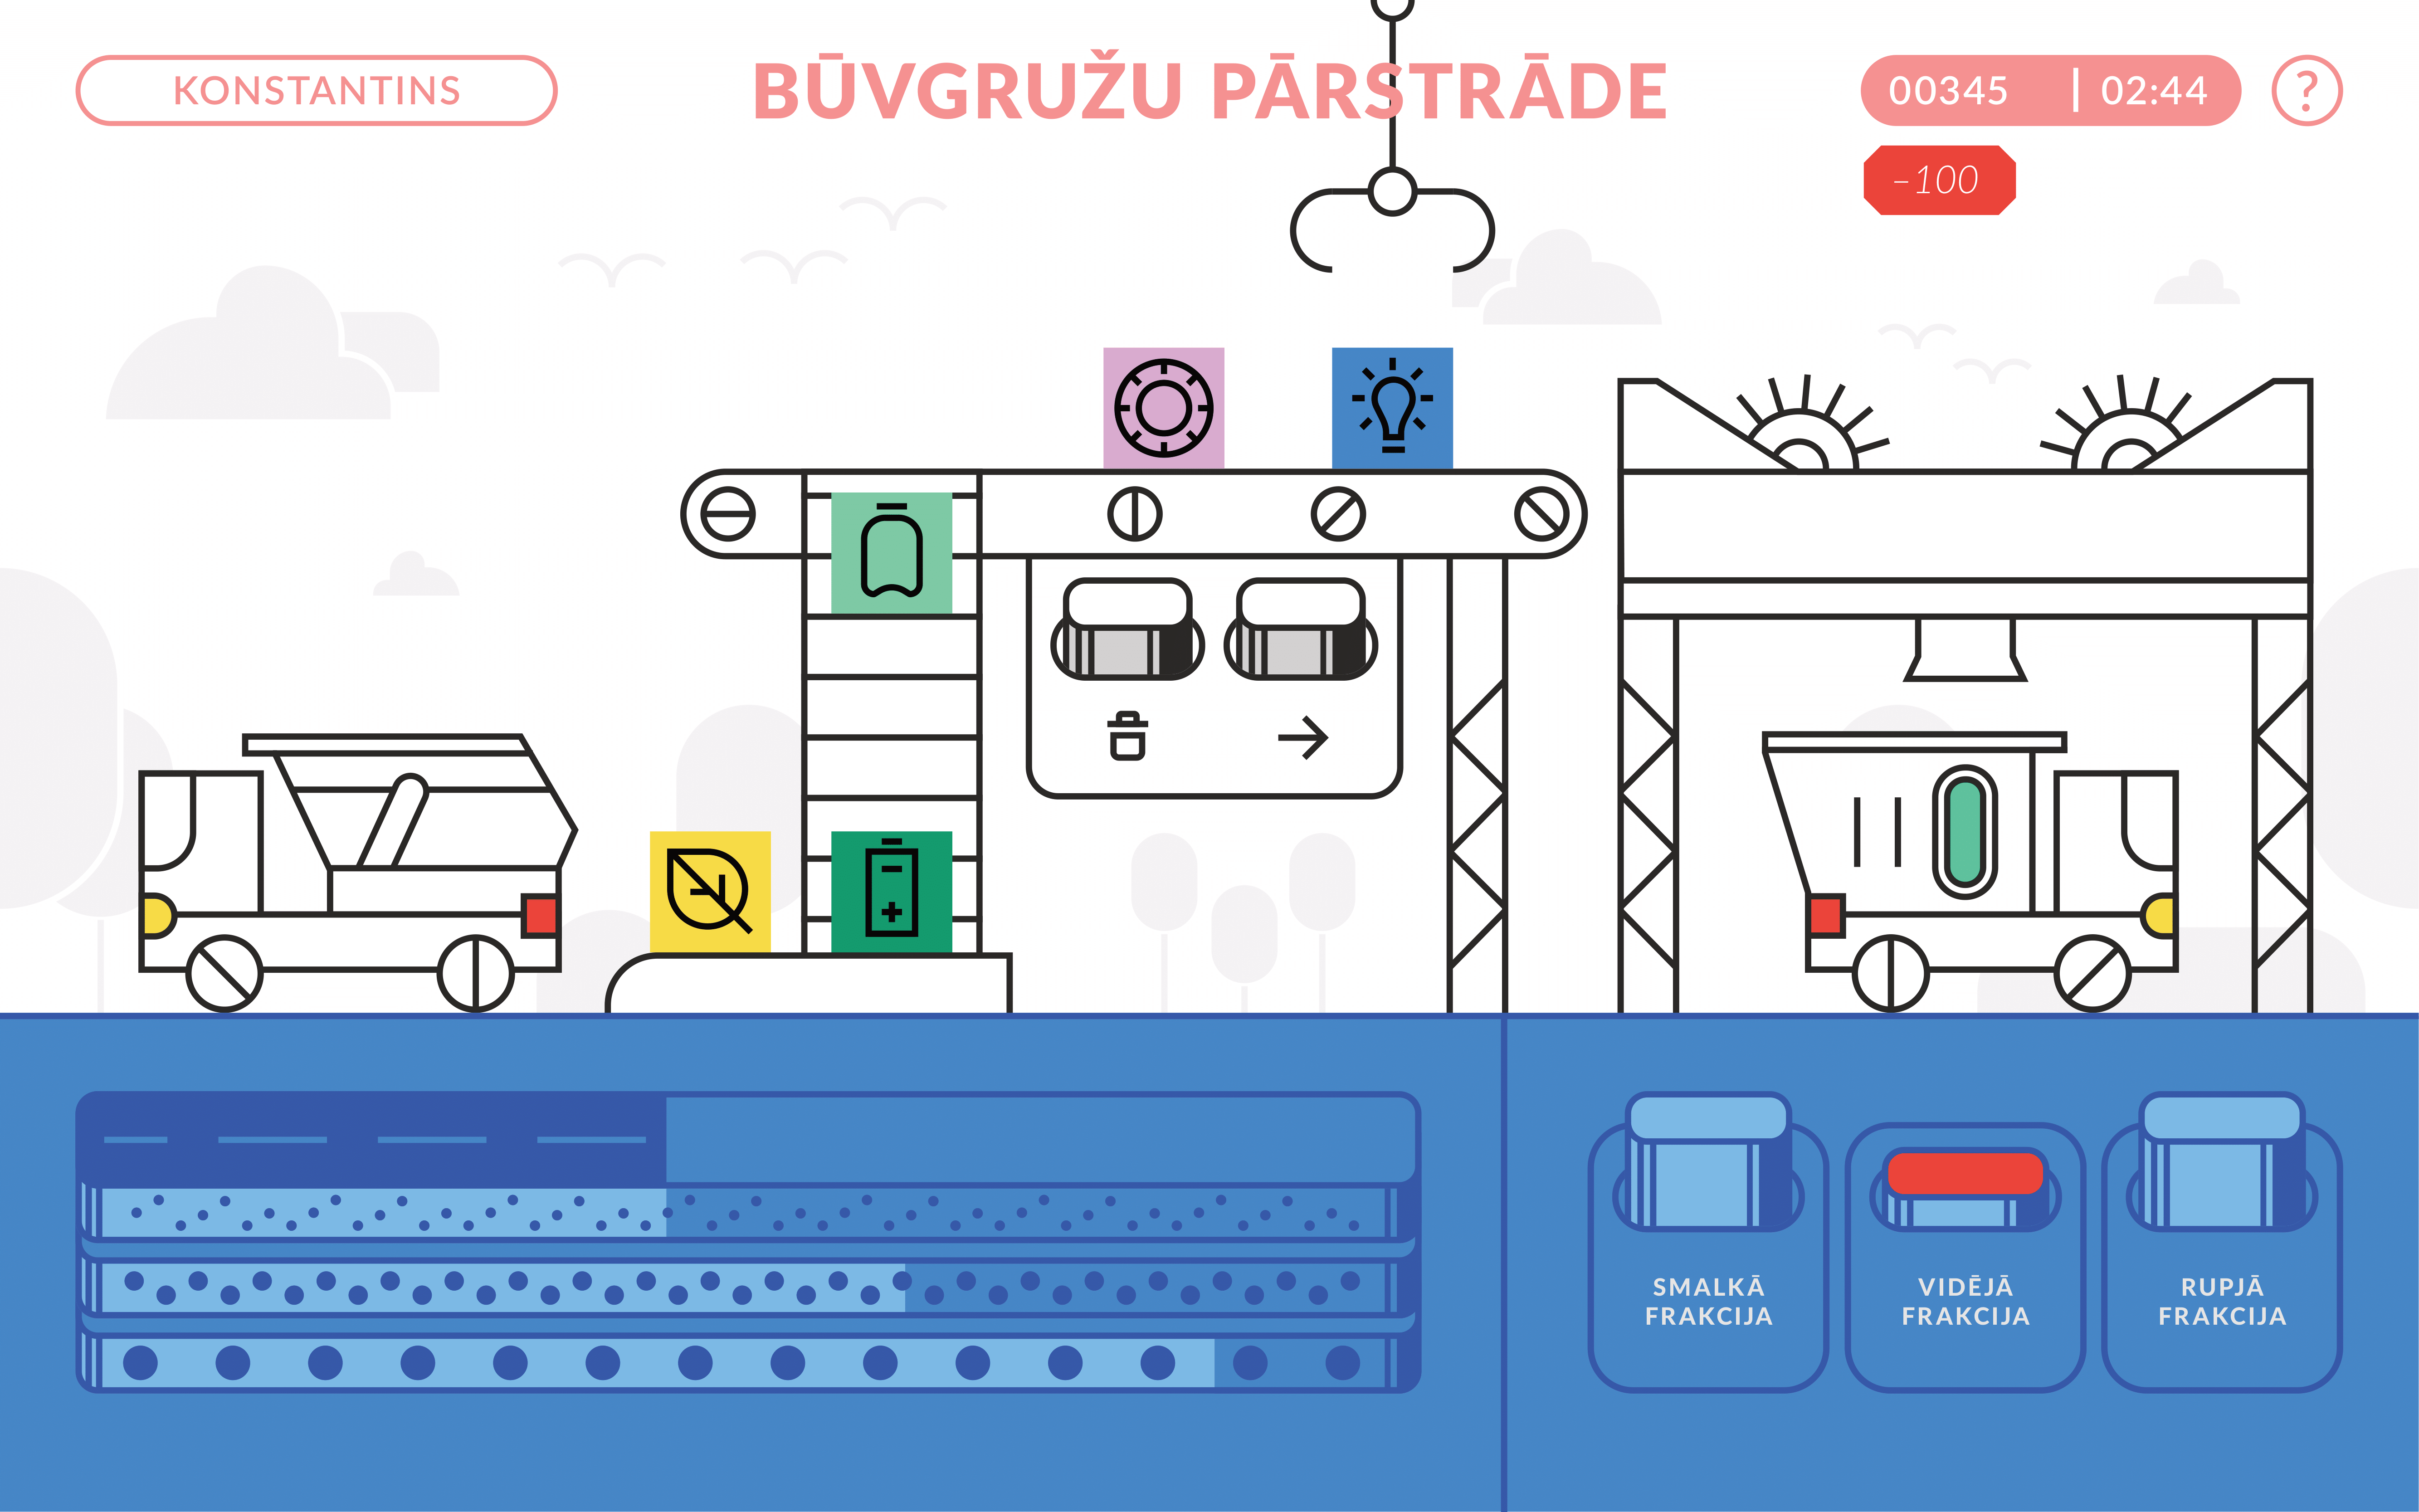 KONSTANTINS
BŪVGRUŽU PĀRSTRĀDE
00345 | 02:44
?
–100
SMALKĀ
FRAKCIJA
VIDĒJĀ
FRAKCIJA
RUPJĀ
FRAKCIJA